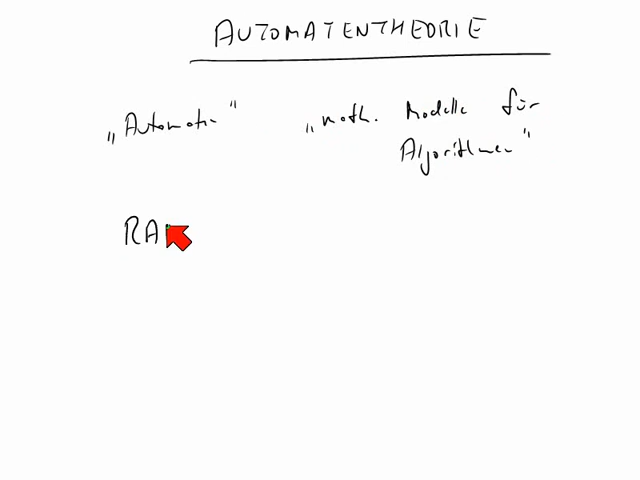 AUTOMATENTHEORIE
„Automaten" „math. Modelle für
Algorithmen"
RA